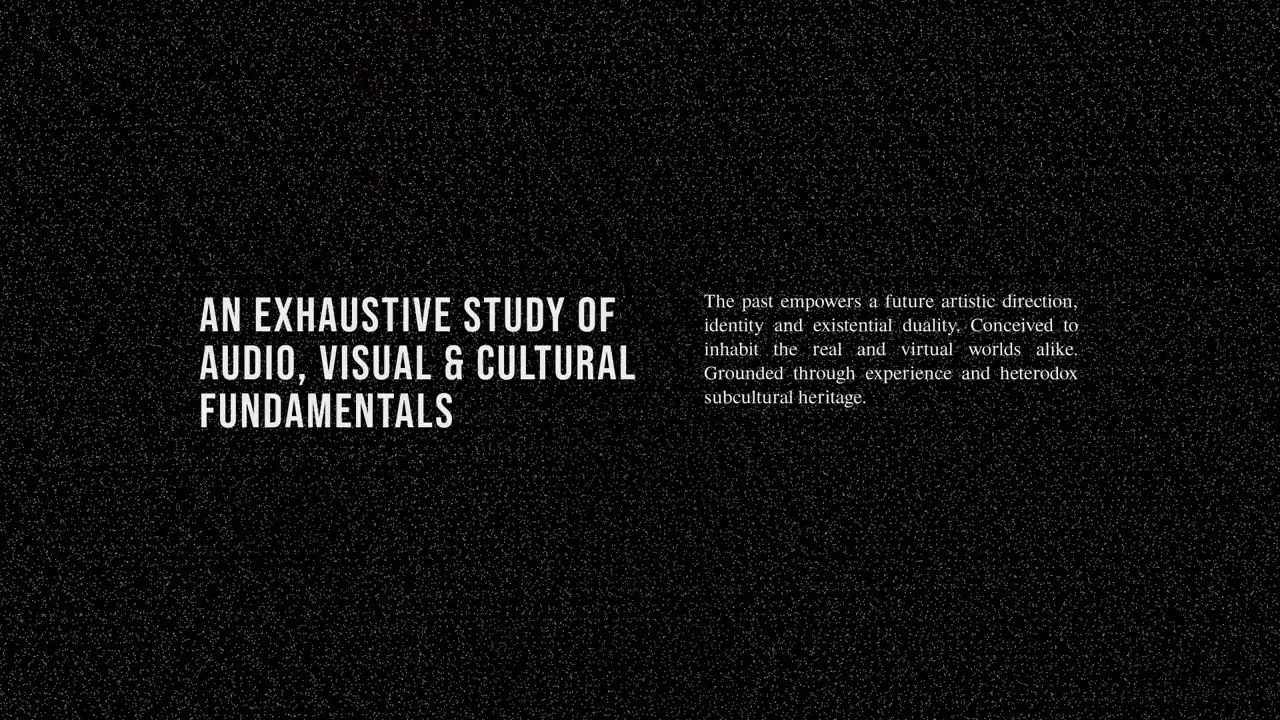 AN EXHAUSTIVE STUDY OF
AUDIO, VISUAL & CULTURAL
FUNDAMENTALS
The past empowers a future artistic direction,
identity and existential duality. Conceived to
inhabit the real and virtual worlds alike.
Grounded through experience and heterodox
subcultural heritage.